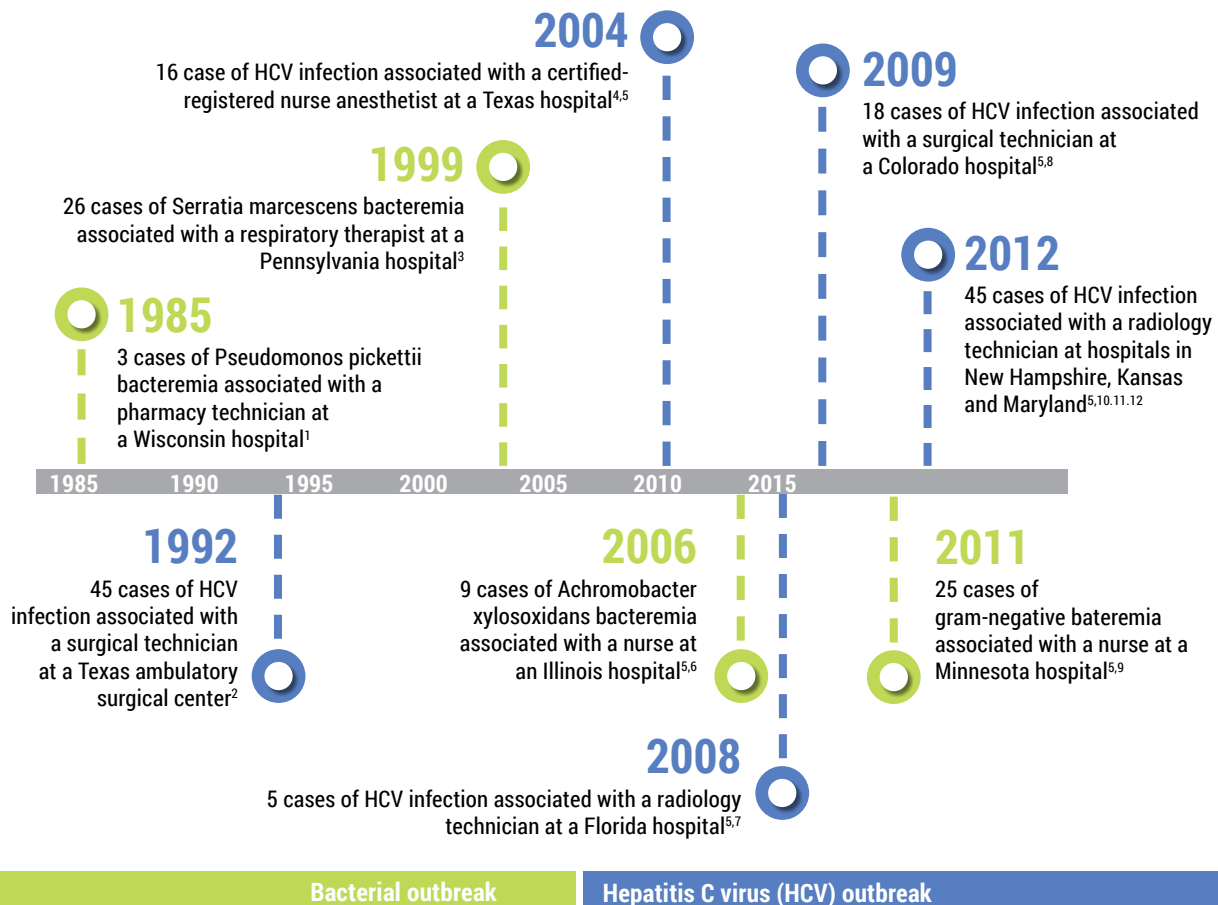 2004
16 case of HCV infection associated with a certified-
registered nurse anesthetist at a Texas hospital4,5
2009
18 cases of HCV infection associated
with a surgical technician at
a Colorado hospital5,8
1999
26 cases of Serratia marcescens bacteremia
associated with a respiratory therapist at a
Pennsylvania hospital3
2012
45 cases of HCV infection
associated with a radiology
technician at hospitals in
New Hampshire, Kansas
and Maryland5,10.11.12
1985
3 cases of Pseudomonos pickettii
bacteremia associated with a
pharmacy technician at
a Wisconsin hospital1
1985 1990 1995 2000 2005 2010 2015
1992
45 cases of HCV
infection associated with
a surgical technician
at a Texas ambulatory
surgical center2
2006
9 cases of Achromobacter
xylosoxidans bacteremia
associated with a nurse at
an Illinois hospital5,6
2011
25 cases of
gram-negative bateremia
associated with a nurse at a
Minnesota hospital5,9
2008
5 cases of HCV infection associated with a radiology
technician at a Florida hospital5,7
Bacterial outbreak
Hepatitis C virus (HCV) outbreak